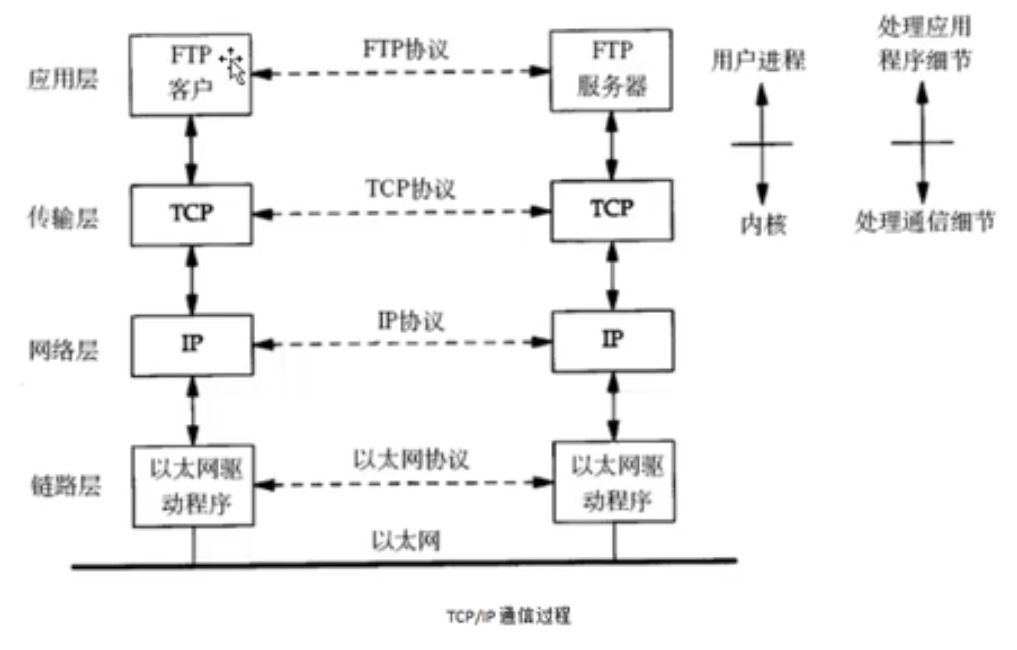 处理应用
程序细节
用户进程
应用层
FTP
客户
FTP协议
FTP
服务器
传输层
TCP
TCP协议
TCP
内核
处理通信细节
网络层
IP
IP协议
IP
链路层
以太网驱
动程序
以太网协议
以太网驱
动程序
以太网
TCP/IP 通信过程